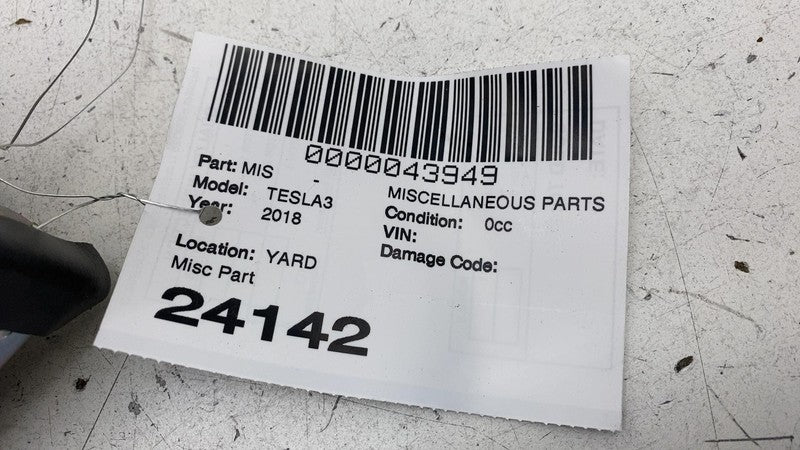 0000043949
Part: MIS - MISCELLANEOUS PARTS
Model: TESLA3 Condition: 0cc
Year: 2018 VIN:
Damage Code:
Location: YARD
Misc Part
24142